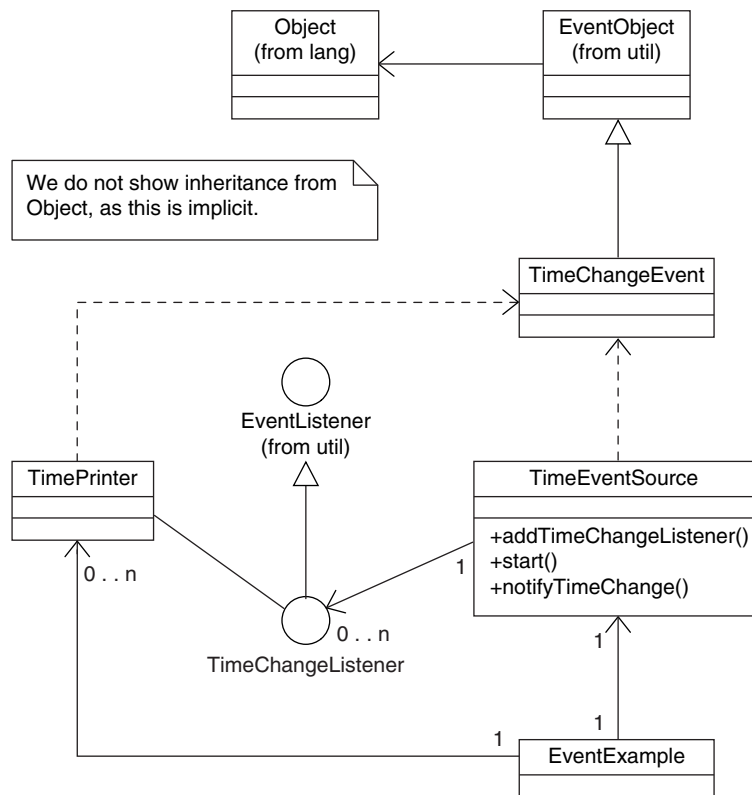 Object
(from lang)
EventObject
(from util)
We do not show inheritance from
Object, as this is implicit.
TimeChangeEvent
EventListener
(from util)
TimePrinter
TimeEventSource
+addTimeChangeListener()
+start()
+notifyTimeChange()
1
0 . . n
0 . . n
TimeChangeListener
1
1
1
EventExample